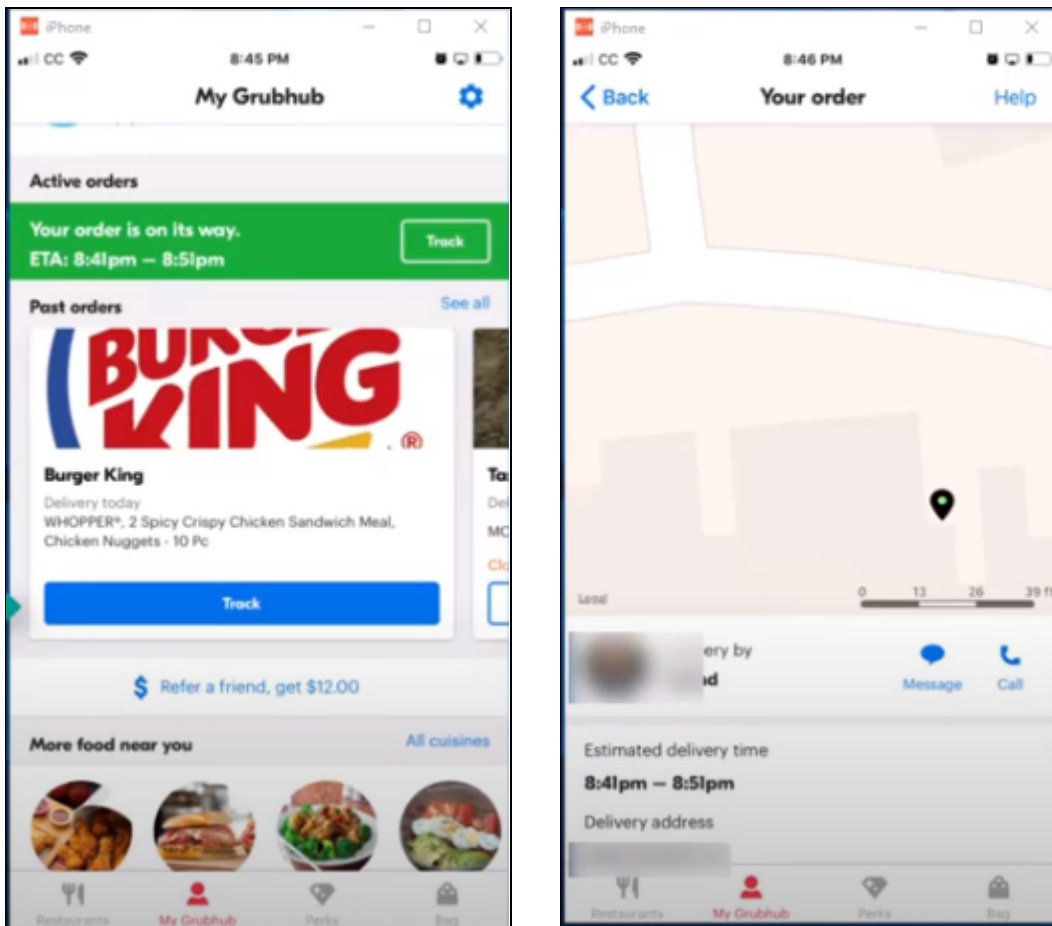 iPhone
CC
8:45 PM
My Grubhub
Active orders
Your order is on its way.
ETA: 8:41pm – 8:51pm
Track
Past orders
See all
BURGER
KING
®
Burger King
Delivery today
WHOPPER®, 2 Spicy Crispy Chicken Sandwich Meal,
Chicken Nuggets - 10 Pc
Track
$ Refer a friend, get $12.00
More food near you
All cuisines
Restaurants
My Grubhub
Perks
Bag
iPhone
CC
8:46 PM
Back
Your order
Help
Legal
0 13 26 39
ery by
Message
Call
Estimated delivery time
8:41pm – 8:51pm
Delivery address
Restaurants
My Grubhub
Perks
Bag